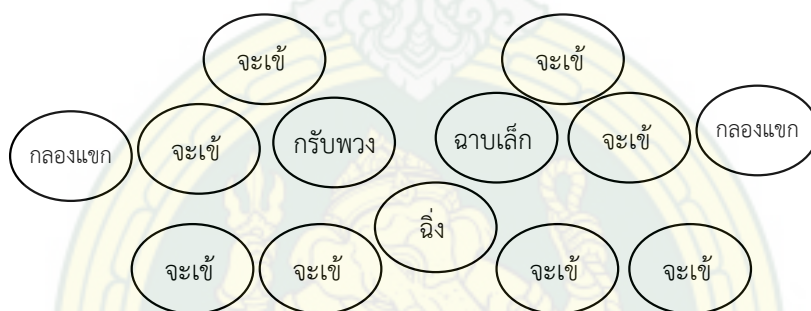 จะเข้ จะเข้
กลองแขก จะเข้ กรับพวง ฉาบเล็ก จะเข้ กลองแขก
ฉิ่ง
จะเข้ จะเข้ จะเข้ จะเข้